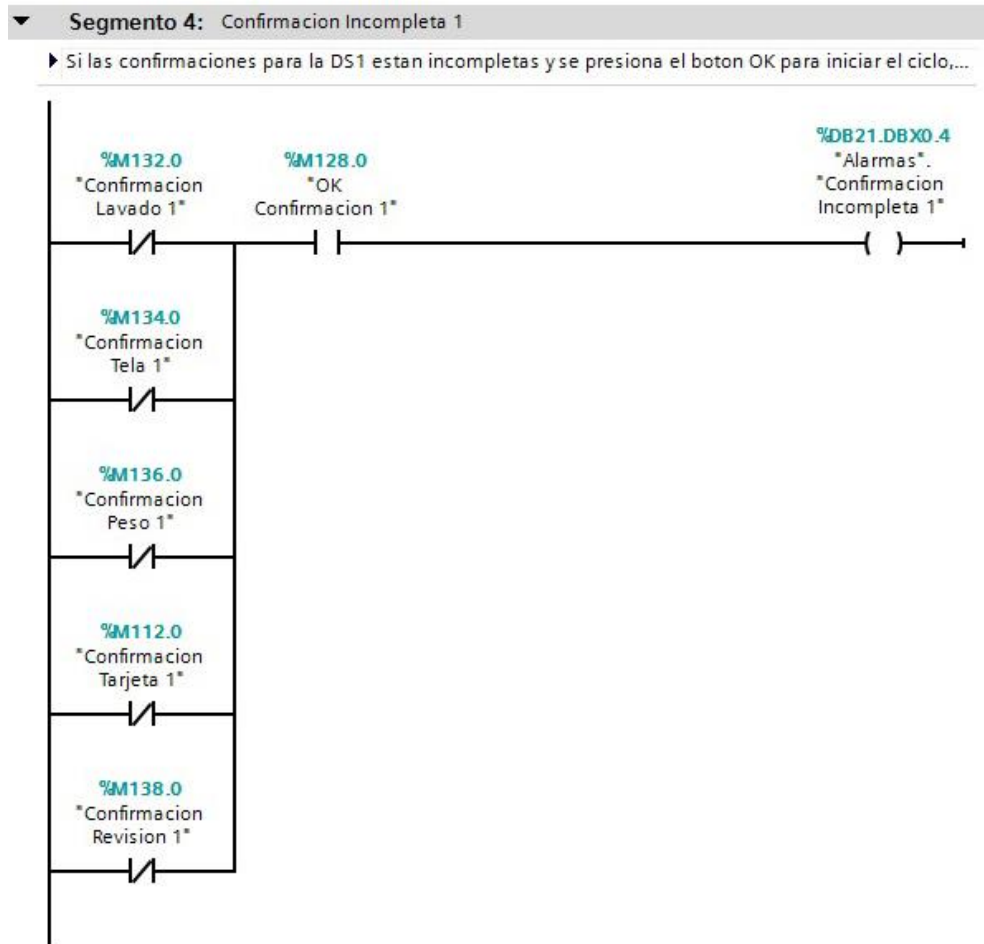 Segmento 4: Confirmacion Incompleta 1
Si las confirmaciones para la DS1 estan incompletas y se presiona el boton OK para iniciar el ciclo,...
%M132.0
"Confirmacion
Lavado 1"
%M128.0
"OK
Confirmacion 1"
%DB21.DBX0.4
"Alarmas".
"Confirmacion
Incompleta 1"
%M134.0
"Confirmacion
Tela 1"
%M136.0
"Confirmacion
Peso 1"
%M112.0
"Confirmacion
Tarjeta 1"
%M138.0
"Confirmacion
Revision 1"